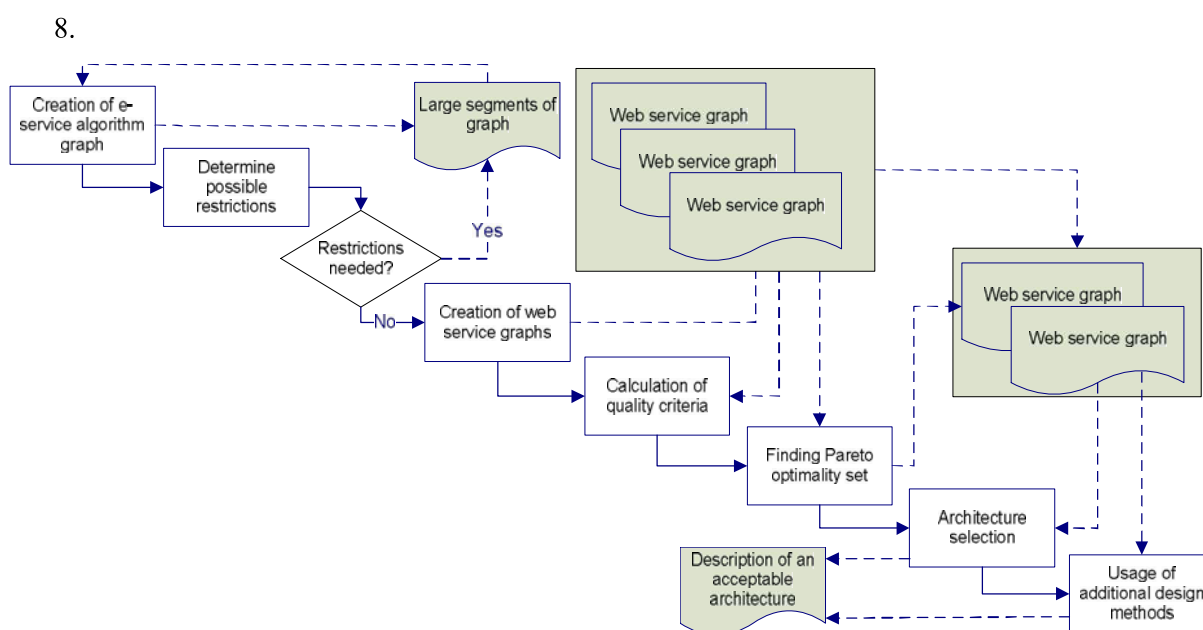 8.
Creation of e-
service algorithm
graph
Large segments of
graph
Web service graph
Web service graph
Web service graph
Determine
possible
restrictions
Yes
Restrictions
needed?
No
Creation of web
service graphs
Web service graph
Web service graph
Calculation of
quality criteria
Finding Pareto
optimality set
Architecture
selection
Description of an
acceptable
architecture
Usage of
additional design
methods